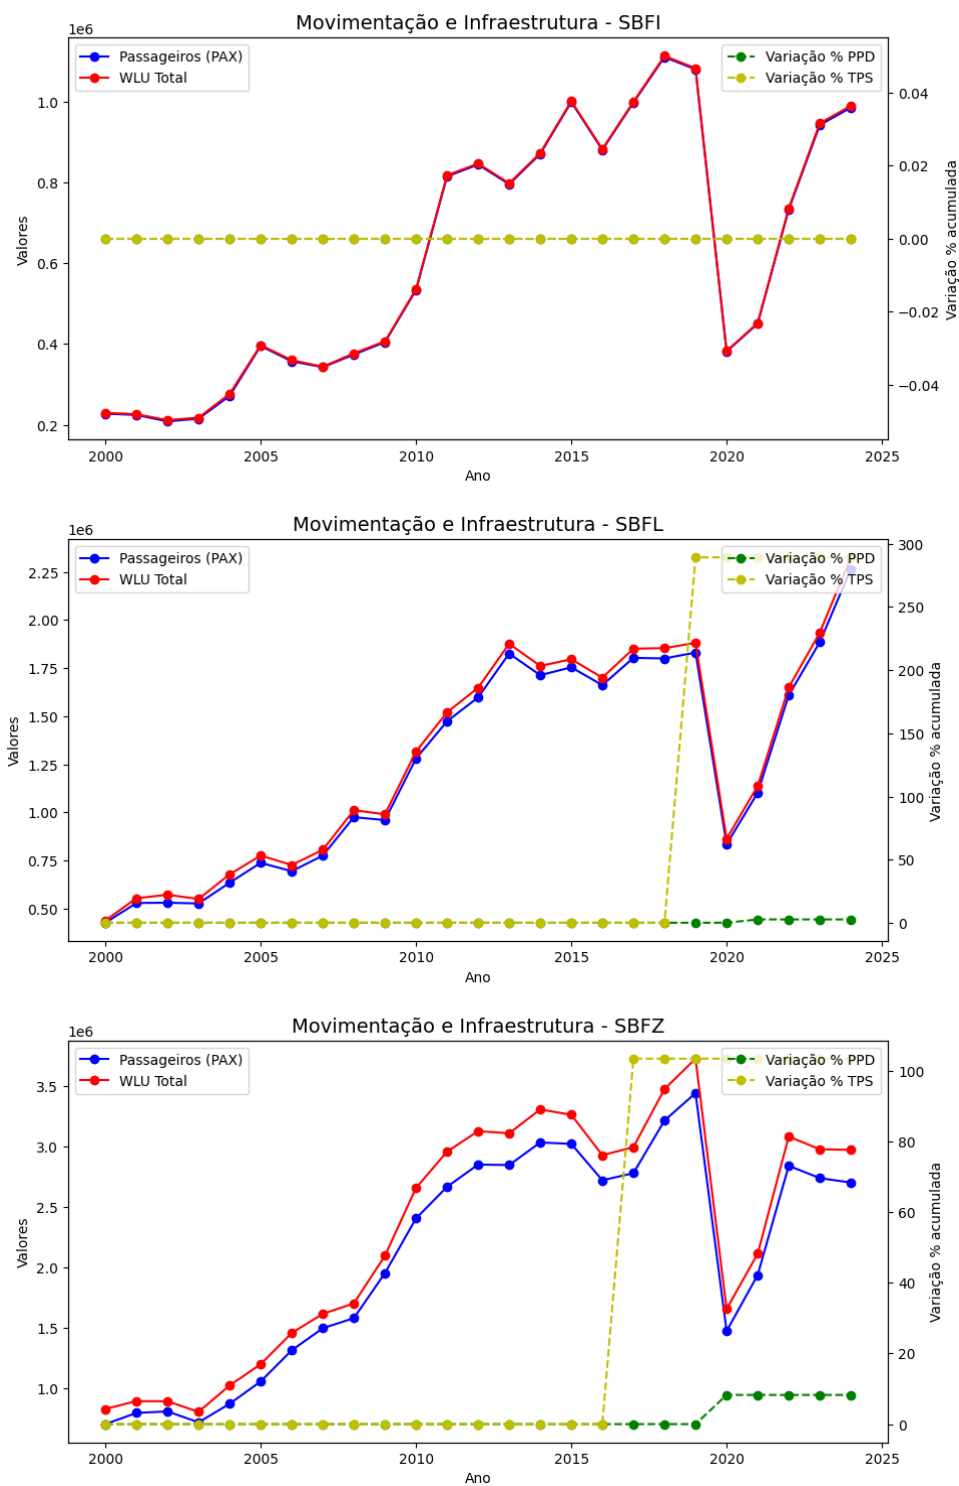 Movimentação e Infraestrutura - SBFI
1e6
Passageiros (PAX)
WLU Total
Variação % PPD
Variação % TPS
1.0
0.8
0.6
0.4
0.2
Valores
0.04
0.02
0.00
−0.02
−0.04
Variação % acumulada
2000 2005 2010 2015 2020 2025
Ano
Movimentação e Infraestrutura - SBFL
1e6
Passageiros (PAX)
WLU Total
Variação % PPD
Variação % TPS
2.25
2.00
1.75
1.50
1.25
1.00
0.75
0.50
Valores
300
250
200
150
100
50
0
Variação % acumulada
2000 2005 2010 2015 2020 2025
Ano
Movimentação e Infraestrutura - SBFZ
1e6
Passageiros (PAX)
WLU Total
Variação % PPD
Variação % TPS
3.5
3.0
2.5
2.0
1.5
1.0
Valores
100
80
60
40
20
0
Variação % acumulada
2000 2005 2010 2015 2020 2025
Ano